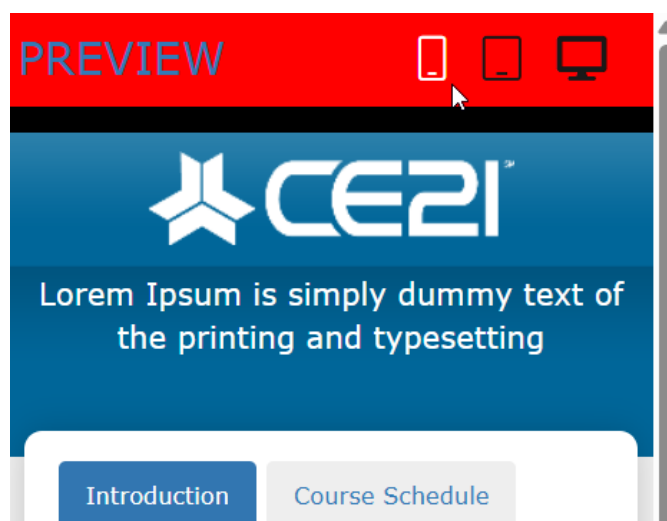 PREVIEW
CE21
Lorem Ipsum is simply dummy text of
the printing and typesetting
Introduction
Course Schedule